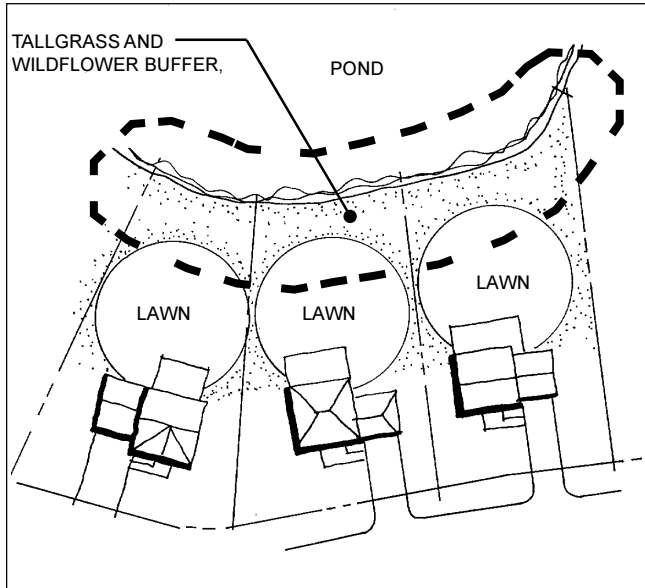 TALLGRASS AND
WILDFLOWER BUFFER,
POND
LAWN
LAWN
LAWN